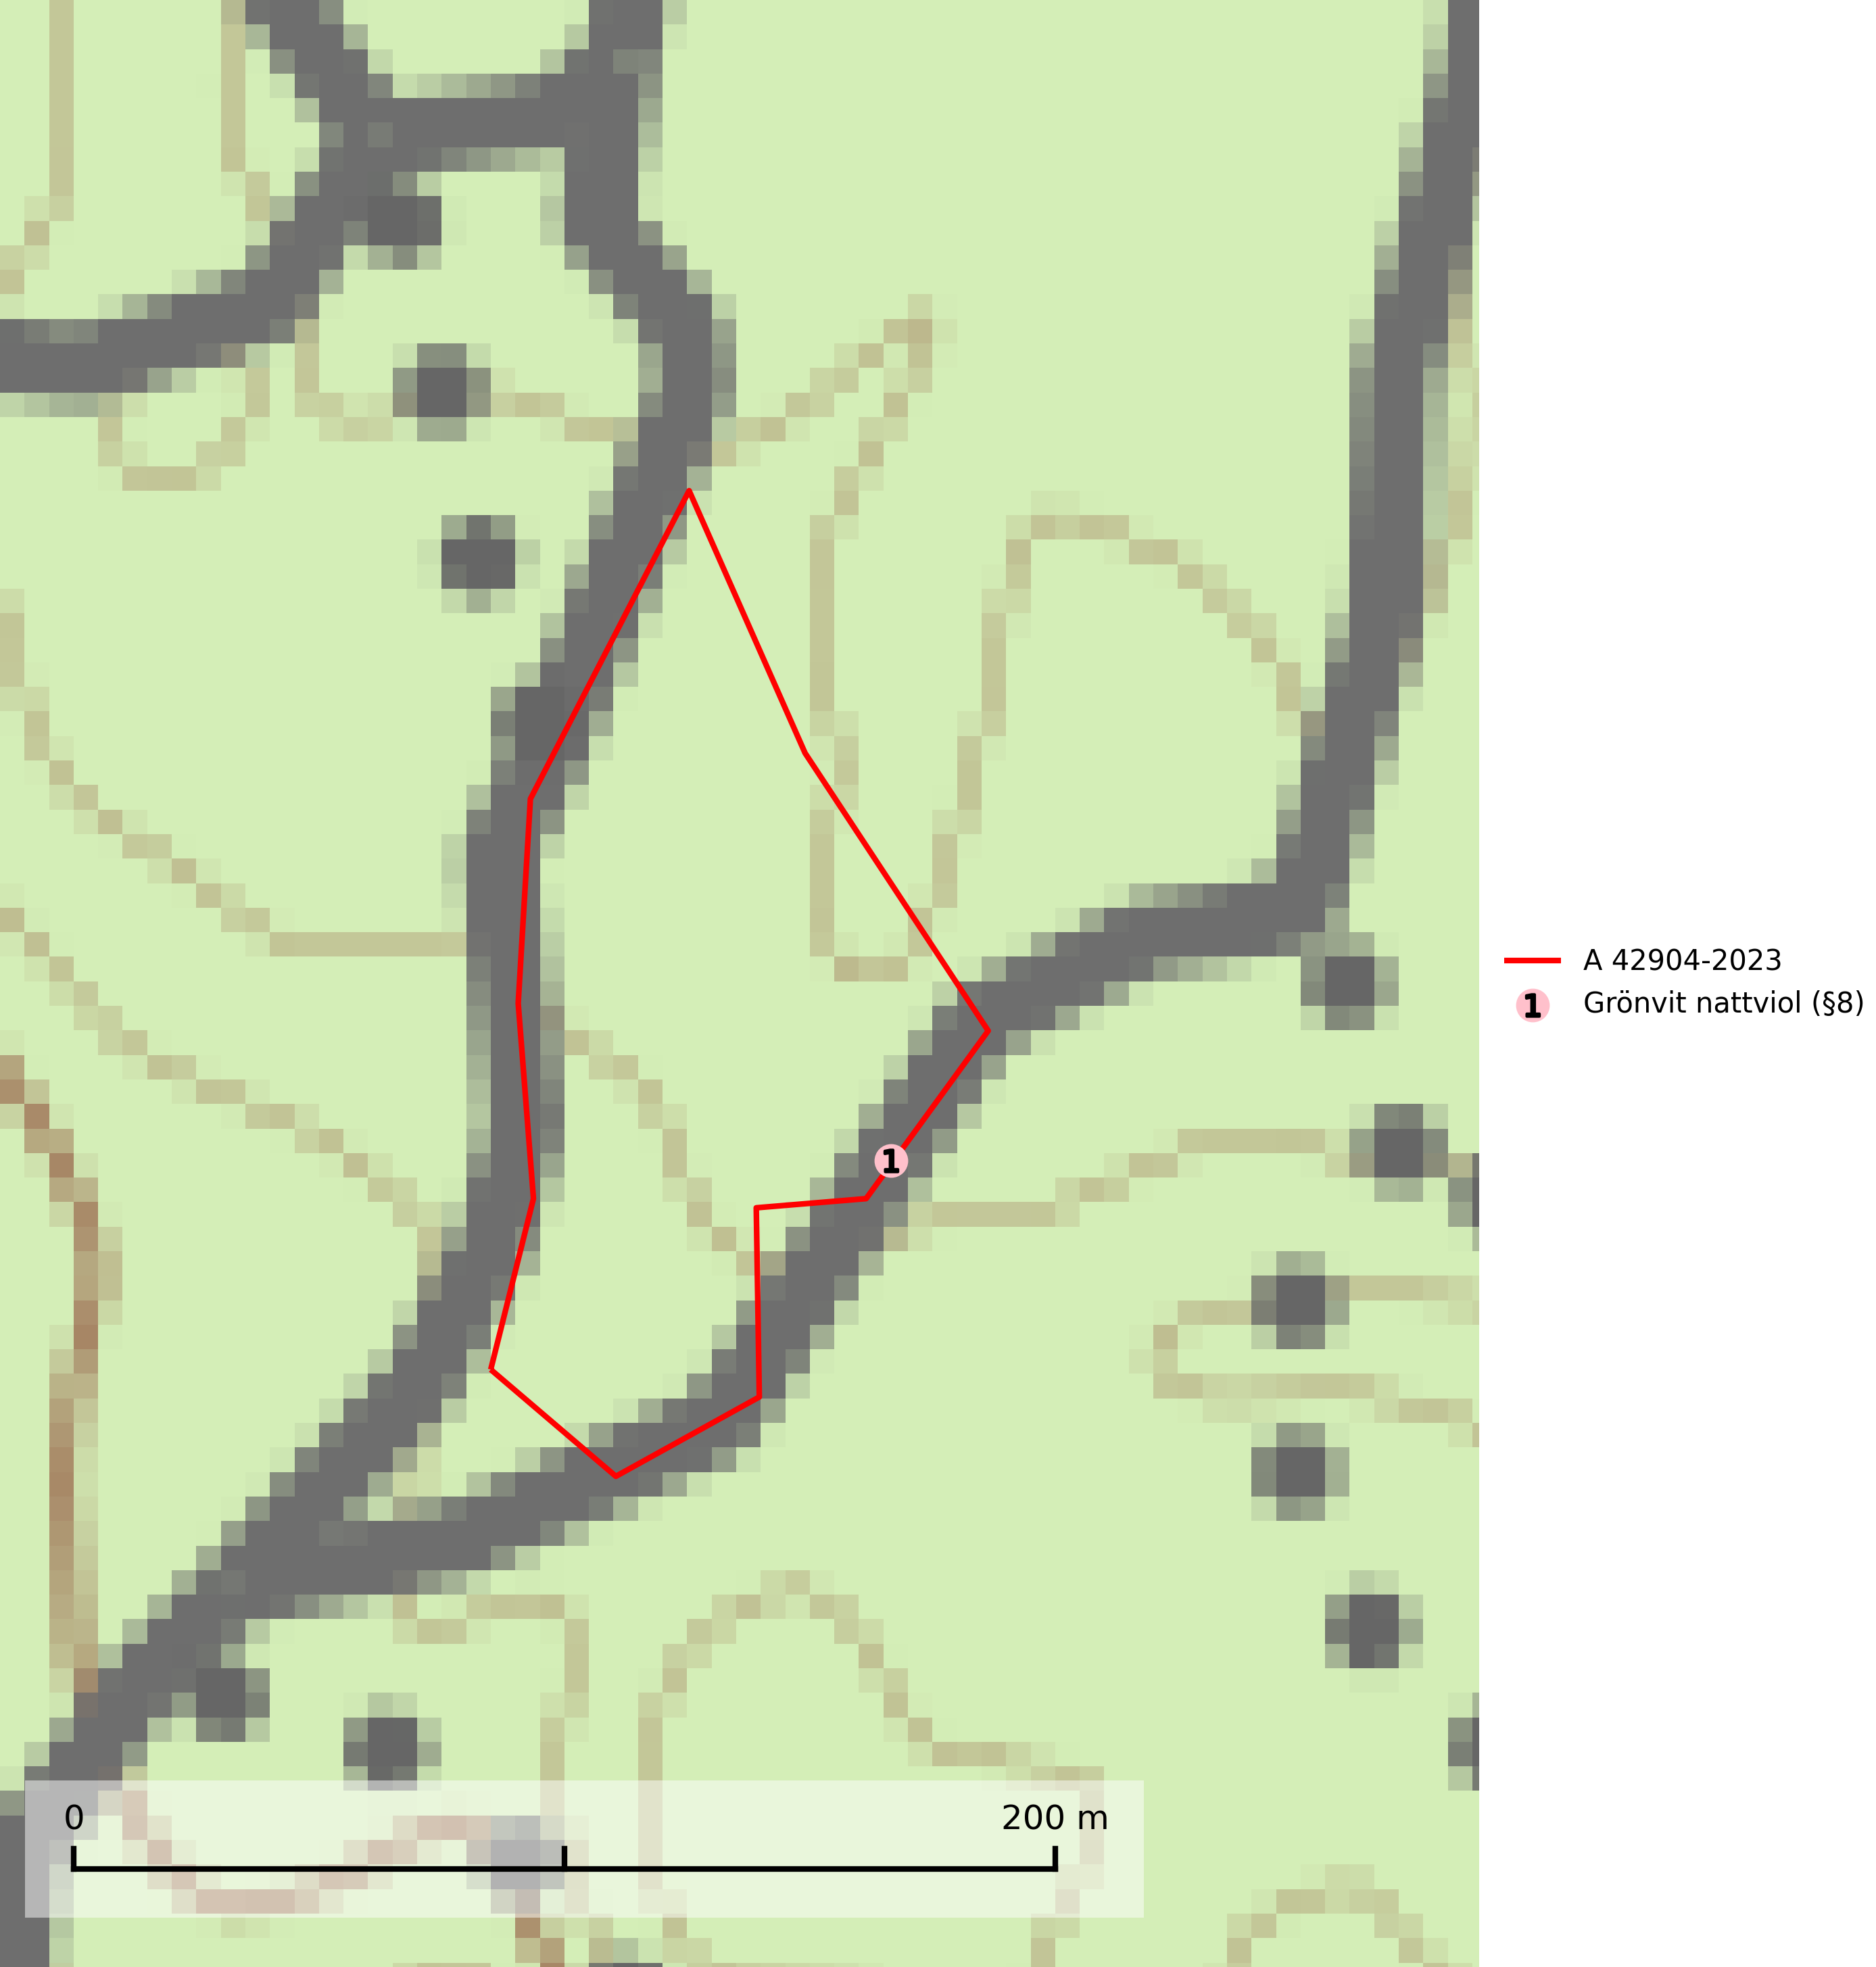 1
A 42904-2023
1 Grönvit nattviol (§8)
0 200 m